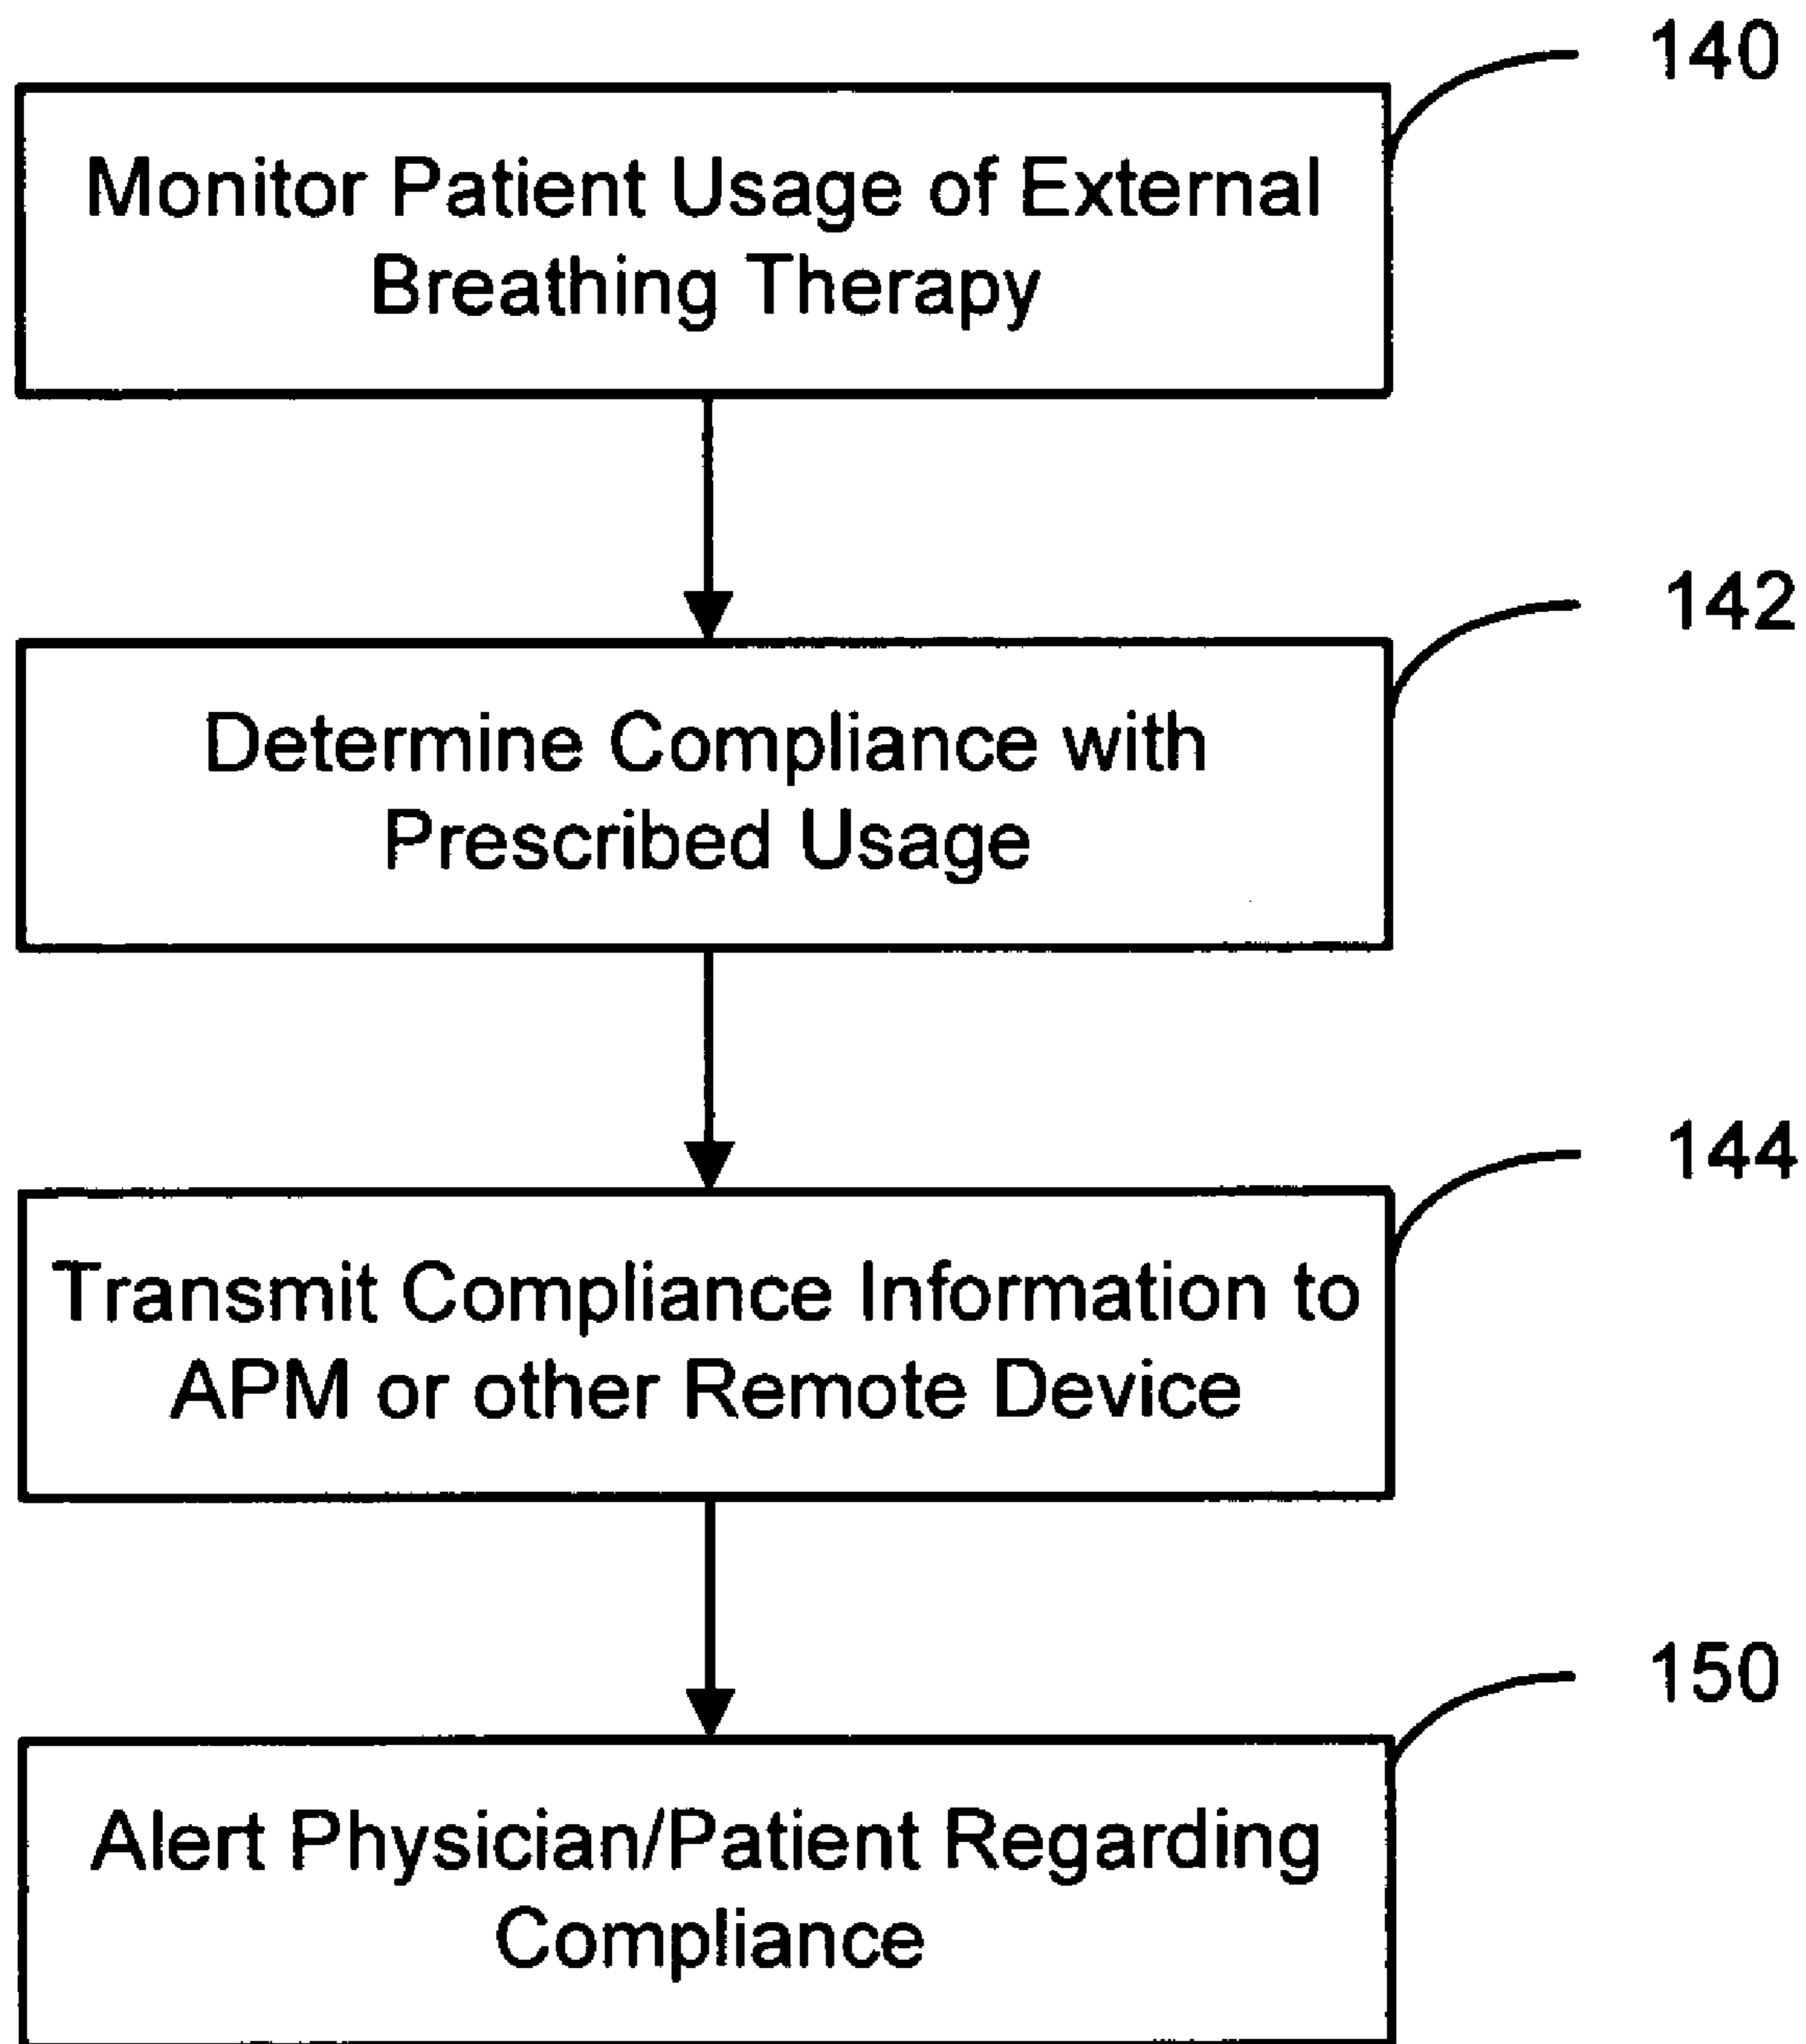 140
Monitor Patient Usage of External
Breathing Therapy
142
Determine Compliance with
Prescribed Usage
144
Transmit Compliance Information to
APM or other Remote Device
150
Alert Physician/Patient Regarding
Compliance